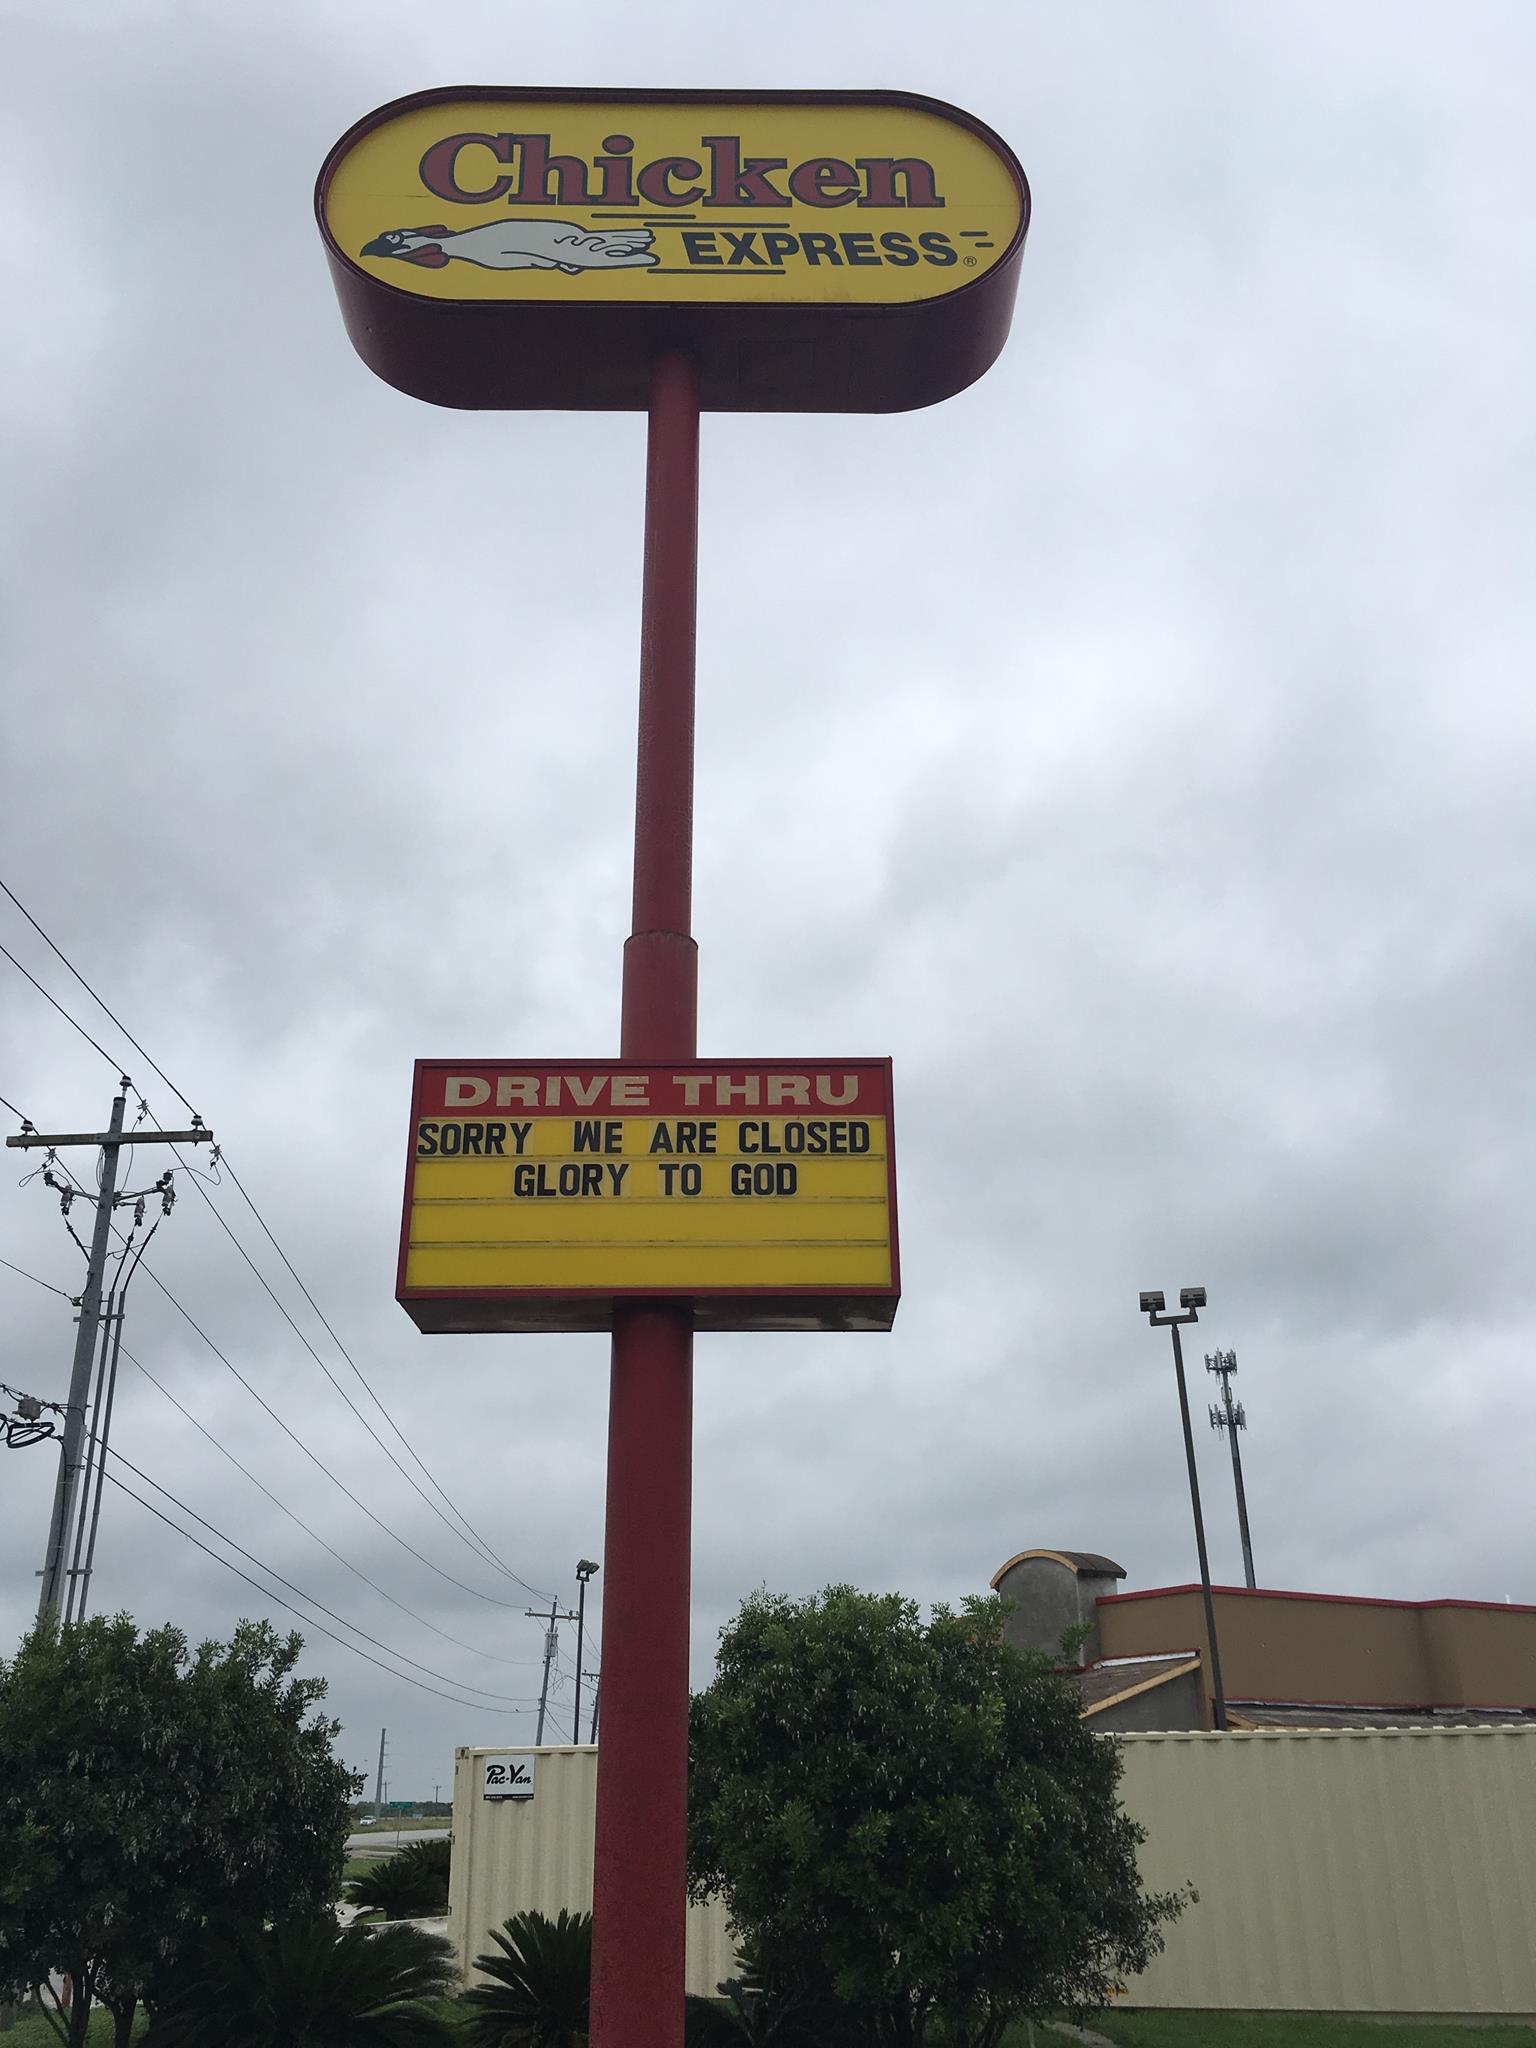 Chicken
EXPRESS ®
DRIVE THRU
SORRY WE ARE CLOSED
GLORY TO GOD
Pac-Van